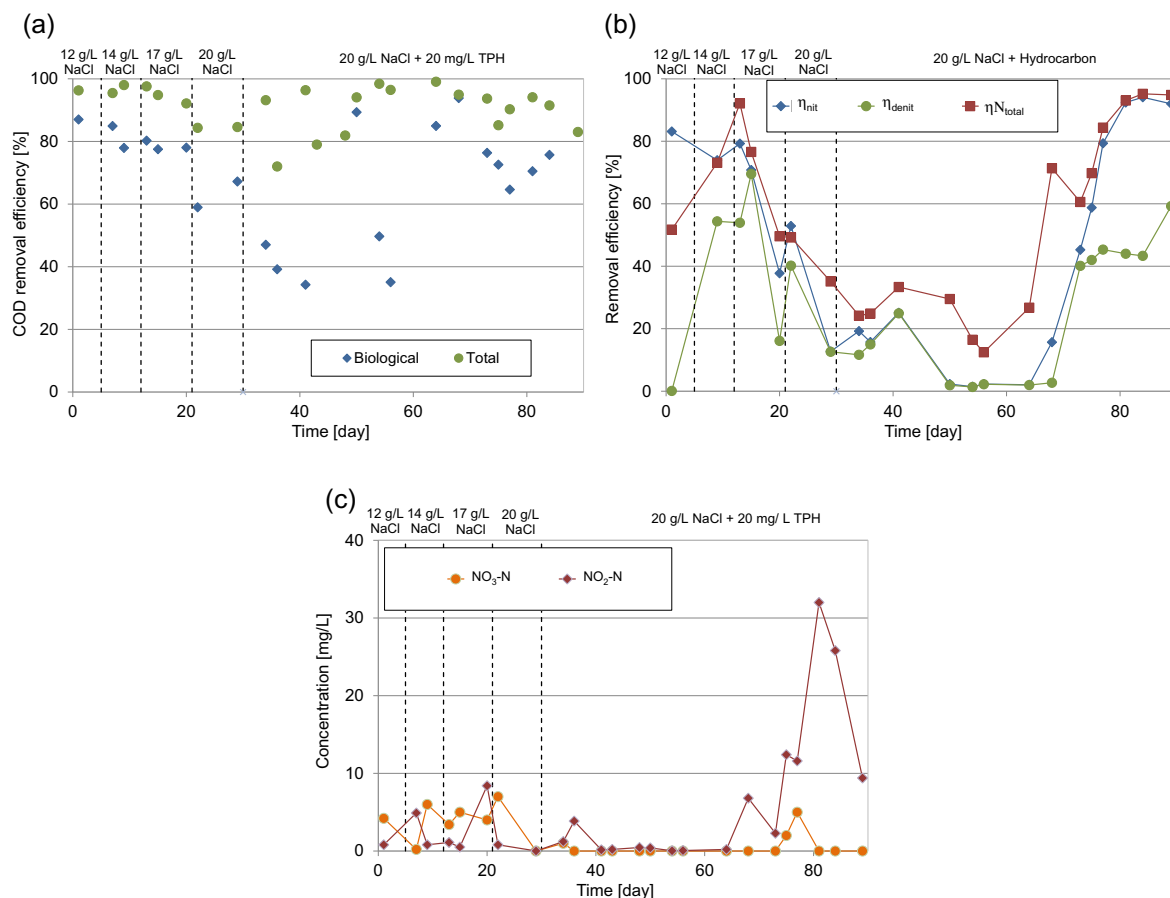 (a)
12 g/L NaCl
14 g/L NaCl
17 g/L NaCl
20 g/L NaCl
20 g/L NaCl + 20 mg/L TPH
COD removal efficiency [%]
100
80
60
40
20
0
Biological
Total
0 20 40 60 80
Time [day]
(b)
12 g/L NaCl
14 g/L NaCl
17 g/L NaCl
20 g/L NaCl
20 g/L NaCl + Hydrocarbon
Removal efficiency [%]
100
80
60
40
20
0
η_nit
η_denit
ηN_total
0 20 40 60 80
Time [day]
(c)
12 g/L NaCl
14 g/L NaCl
17 g/L NaCl
20 g/L NaCl
20 g/L NaCl + 20 mg/ L TPH
Concentration [mg/L]
40
30
20
10
0
NO₃-N
NO₂-N
0 20 40 60 80
Time [day]